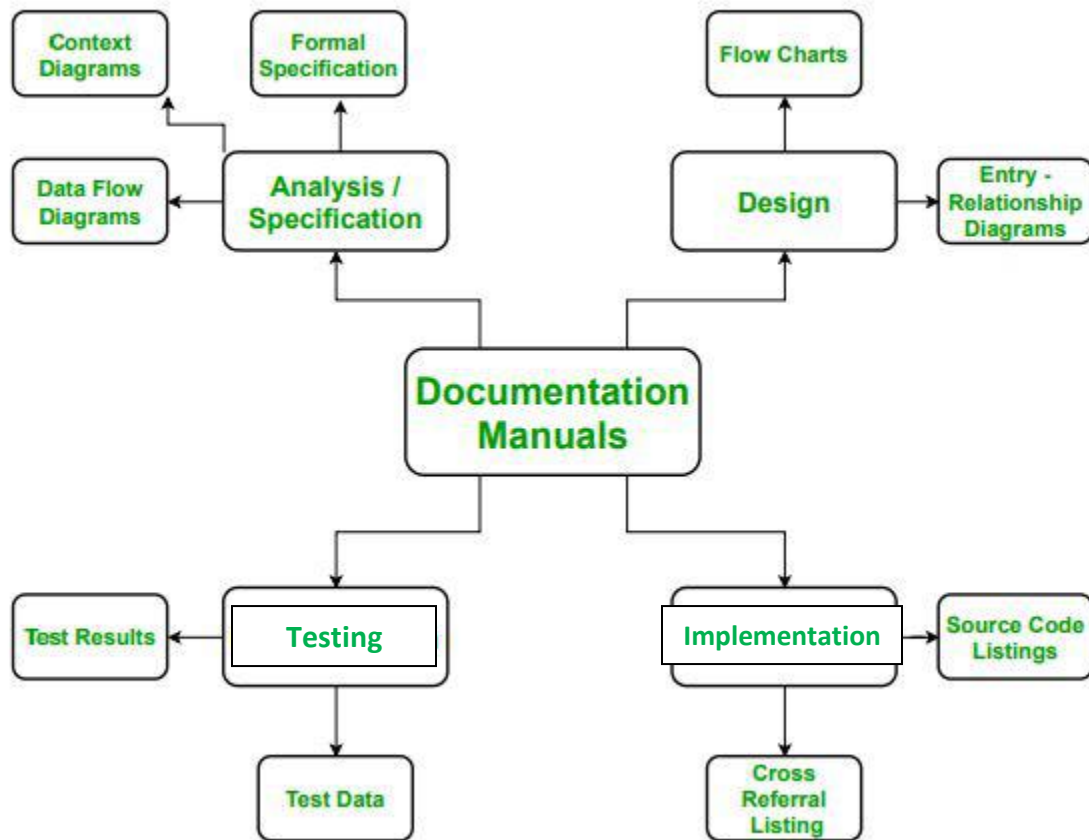 Context
Diagrams
Formal
Specification
Flow Charts
Data Flow
Diagrams
Analysis /
Specification
Design
Entry -
Relationship
Diagrams
Documentation
Manuals
Test Results
Testing
Implementation
Source Code
Listings
Test Data
Cross
Referral
Listing